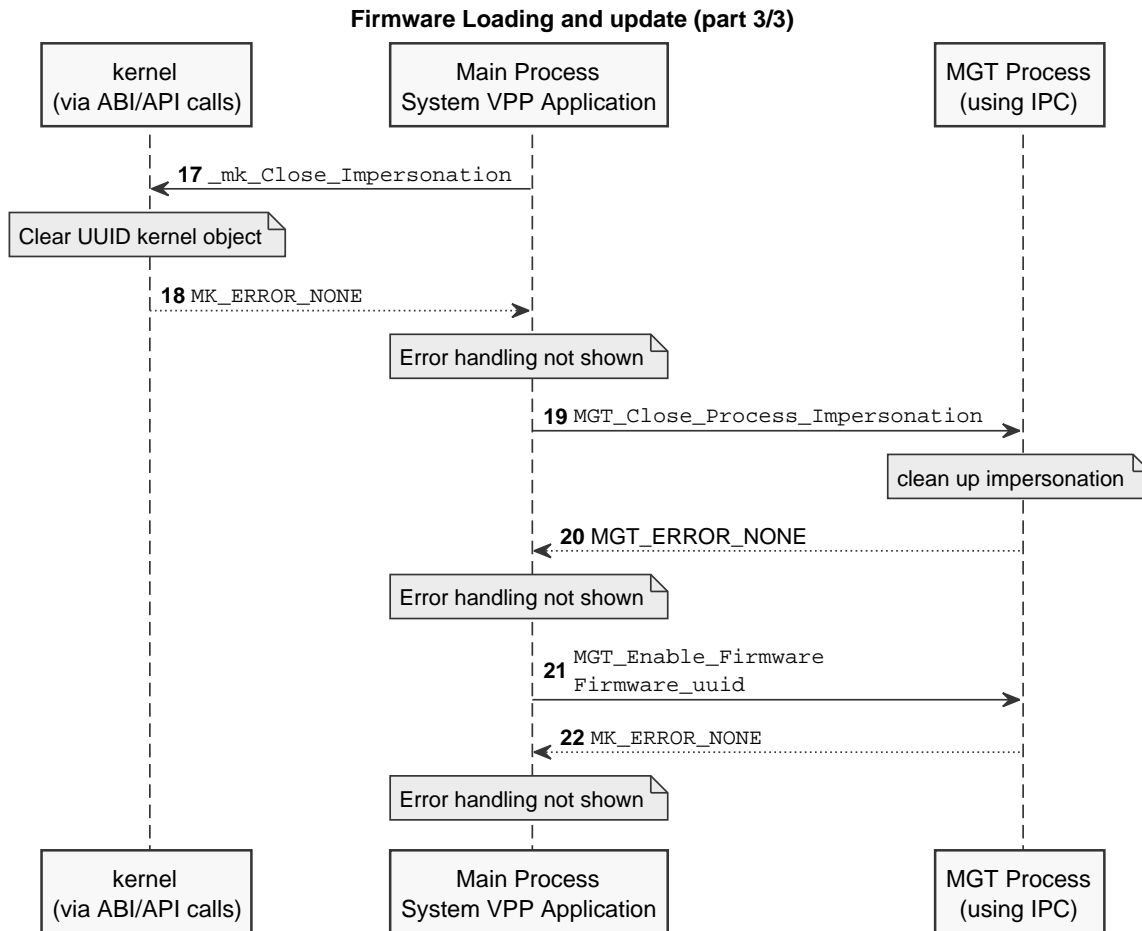 Firmware Loading and update (part 3/3)
kernel
(via ABI/API calls)
Main Process
System VPP Application
MGT Process
(using IPC)
17 _mk_Close_Impersonation
Clear UUID kernel object
18 MK_ERROR_NONE
Error handling not shown
19 MGT_Close_Process_Impersonation
clean up impersonation
20 MGT_ERROR_NONE
Error handling not shown
21 MGT_Enable_Firmware
Firmware_uuid
22 MK_ERROR_NONE
Error handling not shown
kernel
(via ABI/API calls)
Main Process
System VPP Application
MGT Process
(using IPC)